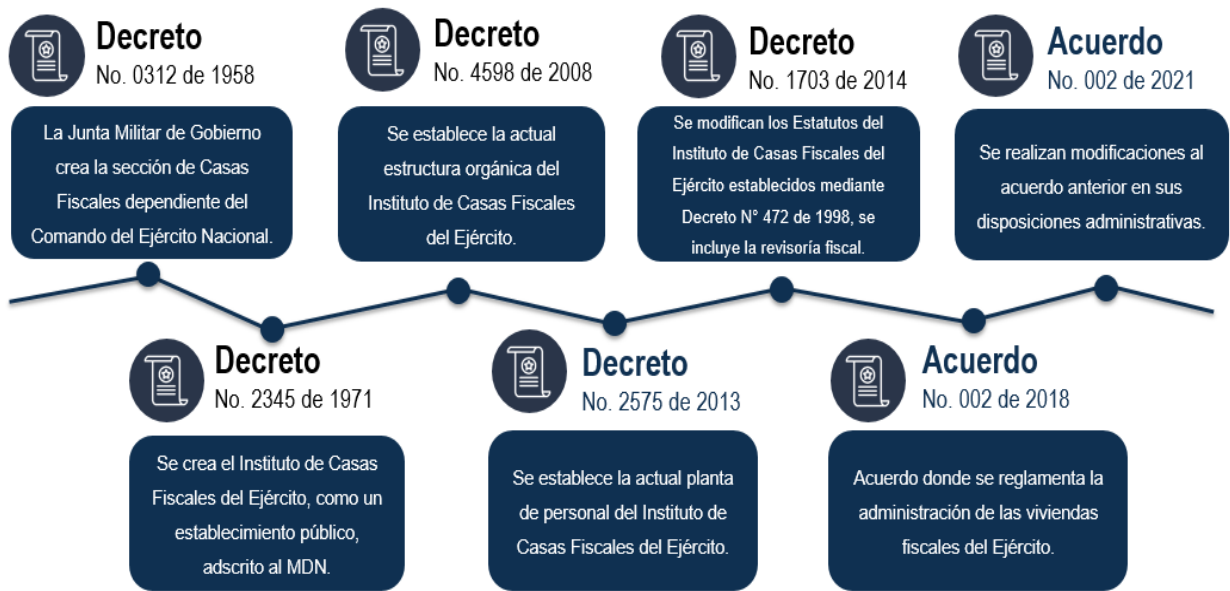 Decreto
No. 0312 de 1958
La Junta Militar de Gobierno
crea la sección de Casas
Fiscales dependiente del
Comando del Ejército Nacional.
Decreto
No. 2345 de 1971
Se crea el Instituto de Casas
Fiscales del Ejército, como un
establecimiento público,
adscrito al MDN.
Decreto
No. 4598 de 2008
Se establece la actual
estructura orgánica del
Instituto de Casas Fiscales
del Ejército.
Decreto
No. 2575 de 2013
Se establece la actual planta
de personal del Instituto de
Casas Fiscales del Ejército.
Decreto
No. 1703 de 2014
Se modifican los Estatutos del
Instituto de Casas Fiscales del
Ejército establecidos mediante
Decreto N° 472 de 1998, se
incluye la revisoría fiscal.
Acuerdo
No. 002 de 2018
Acuerdo donde se reglamenta la
administración de las viviendas
fiscales del Ejército.
Acuerdo
No. 002 de 2021
Se realizan modificaciones al
acuerdo anterior en sus
disposiciones administrativas.